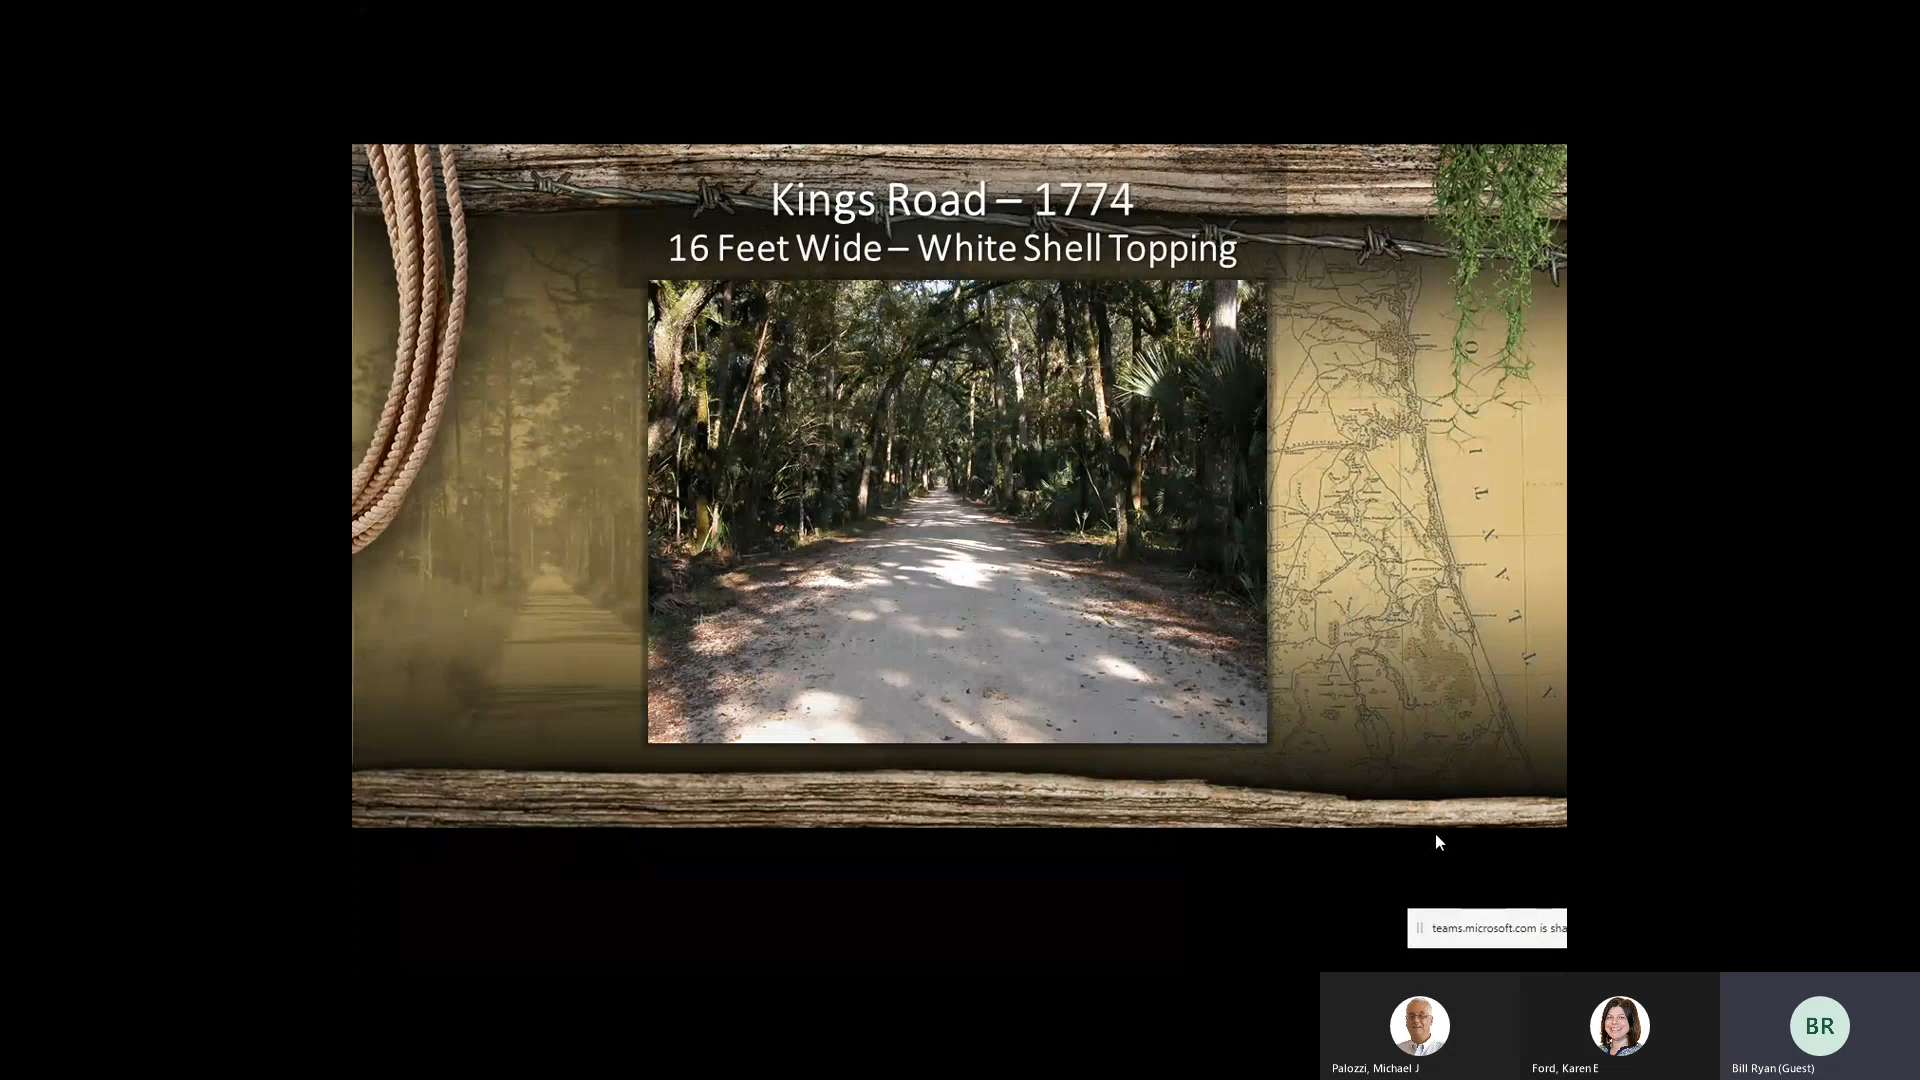 Kings Road – 1774
16 Feet Wide – White Shell Topping
teams.microsoft.com is sha
Palozzi, Michael J
Ford, Karen E
BR
Bill Ryan (Guest)